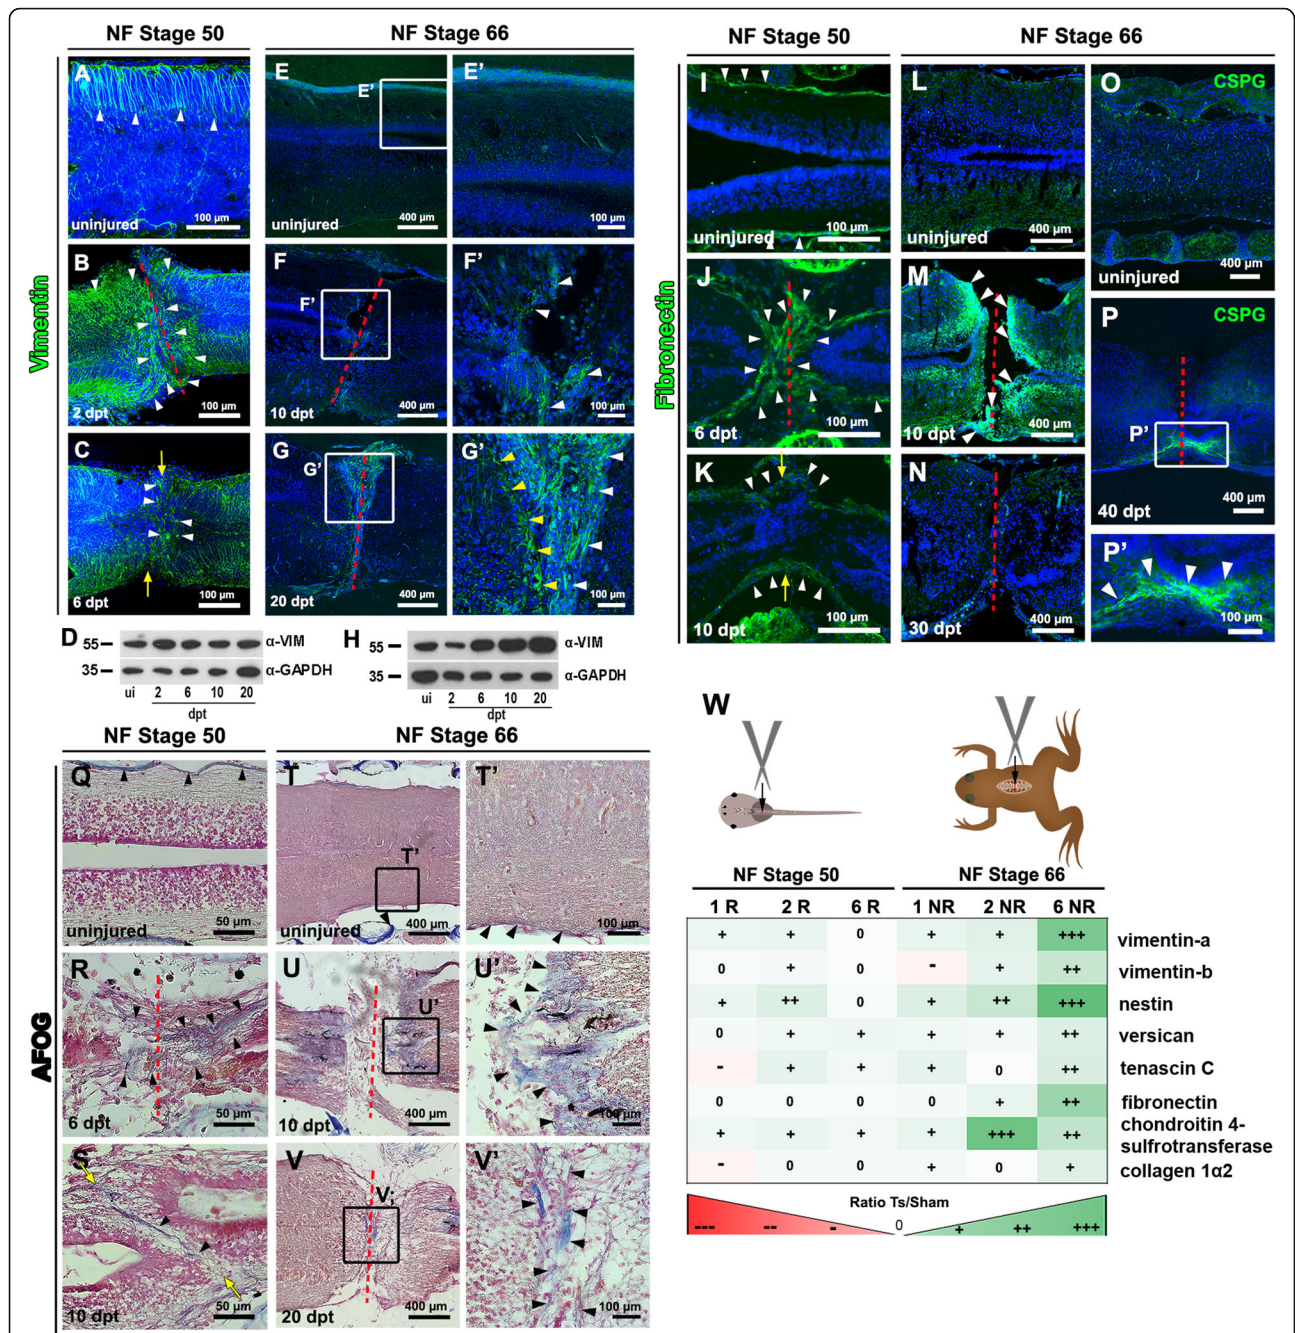 NF Stage 50
NF Stage 66
Vimentin
A
uninjured
100 µm
E
E'
uninjured
400 µm
E'
100 µm
B
2 dpt
100 µm
F
F'
10 dpt
400 µm
F'
100 µm
C
6 dpt
100 µm
G
G'
20 dpt
400 µm
G'
100 µm
D
55
α-VIM
35
α-GAPDH
ui 2 6 10 20
dpt
H
55
α-VIM
35
α-GAPDH
ui 2 6 10 20
dpt
NF Stage 50
NF Stage 66
Fibronectin
I
uninjured
100 µm
L
uninjured
400 µm
O
CSPG
uninjured
400 µm
J
6 dpt
100 µm
M
10 dpt
400 µm
P
CSPG
P'
40 dpt
400 µm
K
10 dpt
100 µm
N
30 dpt
400 µm
P'
100 µm
NF Stage 50
NF Stage 66
AFOG
Q
uninjured
50 µm
T
T'
uninjured
400 µm
T'
100 µm
R
6 dpt
50 µm
U
U'
10 dpt
400 µm
U'
100 µm
S
10 dpt
50 µm
V
20 dpt
400 µm
V'
100 µm
W
NF Stage 50 NF Stage 66
1 R 2 R 6 R 1 NR 2 NR 6 NR
+ + 0 + + +++ vimentin-a
0 + 0 - + ++ vimentin-b
+ ++ 0 + ++ +++ nestin
0 + + + + ++ versican
- + + + 0 ++ tenascin C
0 0 0 0 + ++ fibronectin
+ + + + +++ ++ chondroitin 4-
sulfrotransferase
- 0 0 + 0 + collagen 1α2
Ratio Ts/Sham
--- -- - 0 + ++ +++